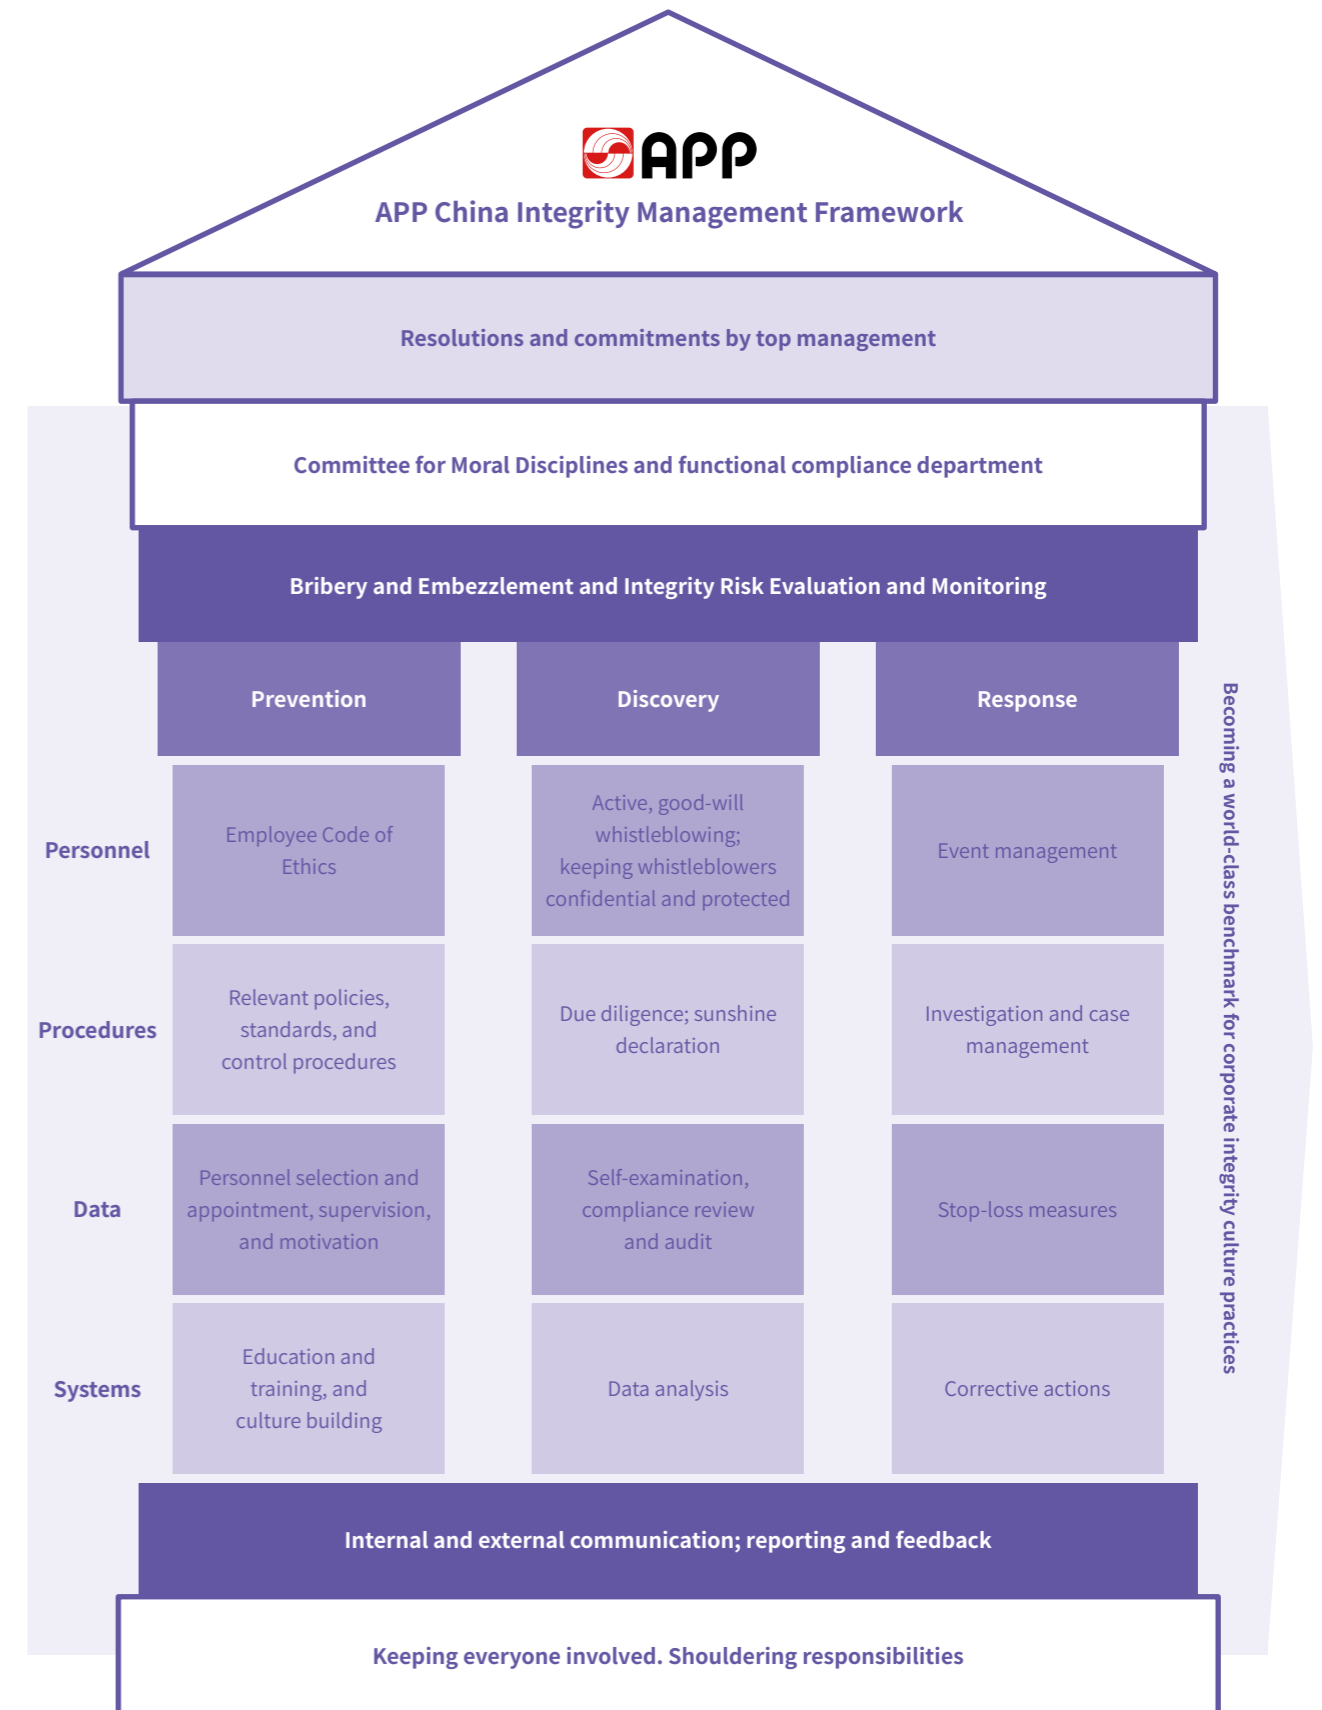 APP
APP China Integrity Management Framework
Resolutions and commitments by top management
Committee for Moral Disciplines and functional compliance department
Bribery and Embezzlement and Integrity Risk Evaluation and Monitoring
Prevention
Discovery
Response
Personnel
Employee Code of
Ethics
Active, good-will
whistleblowing;
keeping whistleblowers
confidential and protected
Event management
Procedures
Relevant policies,
standards, and
control procedures
Due diligence; sunshine
declaration
Investigation and case
management
Data
Personnel selection and
appointment, supervision,
and motivation
Self-examination,
compliance review
and audit
Stop-loss measures
Systems
Education and
training, and
culture building
Data analysis
Corrective actions
Becoming a world-class benchmark for corporate integrity culture practices
Internal and external communication; reporting and feedback
Keeping everyone involved. Shouldering responsibilities